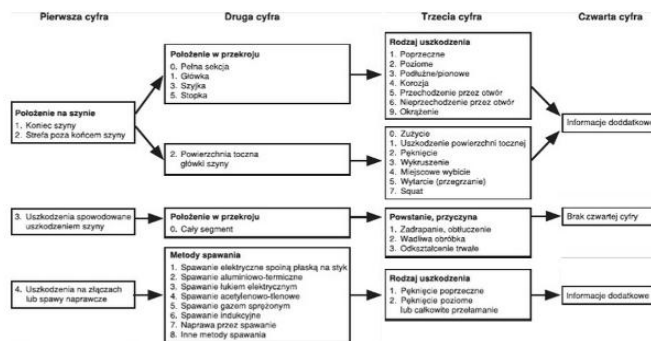 Pierwsza cyfra
Druga cyfra
Trzecia cyfra
Czwarta cyfra
Położenie na szynie
1. Koniec szyny
2. Strefa poza końcem szyny
Położenie w przekroju
0. Pełna sekcja
1. Główka
3. Szyjka
5. Stopka
Rodzaj uszkodzenia
1. Poprzeczne
2. Poziome
3. Podłużne/pionowe
4. Korozja
5. Przechodzenie przez otwór
6. Nieprzechodzenie przez otwór
9. Okrążenie
2. Powierzchnia toczna
główki szyny
0. Zużycie
1. Uszkodzenie powierzchni tocznej
2. Pęknięcie
3. Wykruszenie
4. Miejscowe wybicie
5. Wytarcie (przegrzanie)
7. Squat
Informacje doddatkowe
3. Uszkodzenia spowodowane
uszkodzeniem szyny
Położenie w przekroju
0. Cały segment
Powstanie, przyczyna
1. Zadrapanie, obtłuczenie
2. Wadliwa obróbka
3. Odkształcenie trwałe
Brak czwartej cyfry
4. Uszkodzenia na złączach
lub spawy naprawcze
Metody spawania
1. Spawanie elektryczne spoiną płaską na styk
2. Spawanie aluminiowo-termiczne
3. Spawanie łukiem elektrycznym
4. Spawanie acetylenowo-tlenowe
5. Spawanie gazem sprężonym
6. Spawanie indukcyjne
7. Naprawa przez spawanie
8. Inne metody spawania
Rodzaj uszkodzenia
1. Pęknięcie poprzeczne
2. Pęknięcie poziome
lub całkowite przełamanie
Informacje dodatkowe